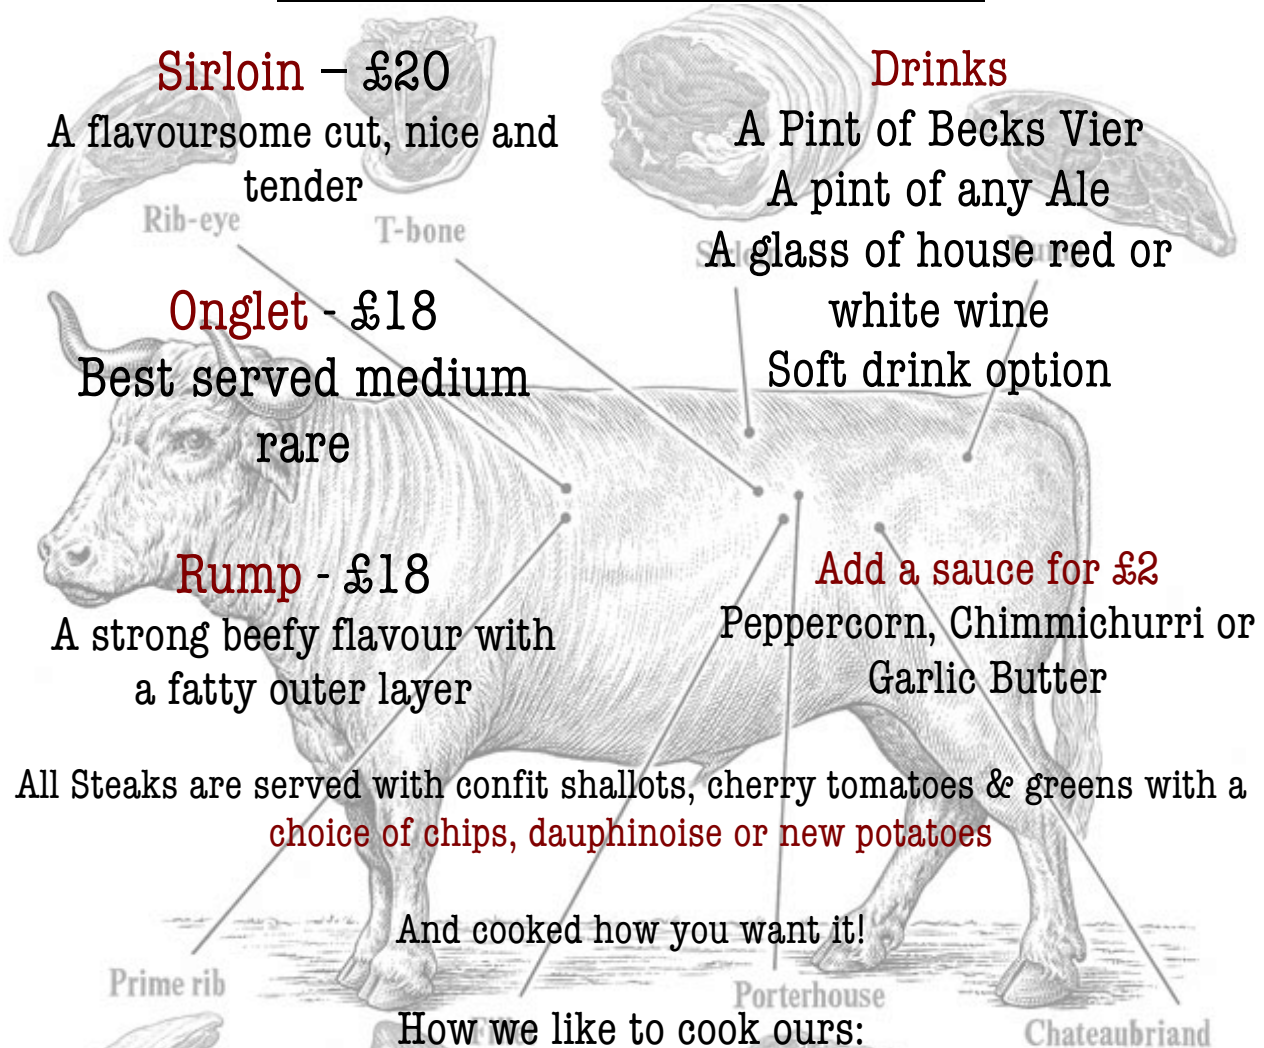 Sirloin – £20
A flavoursome cut, nice and
tender
Rib-eye
T-bone
Onglet - £18
Best served medium
rare
Rump - £18
A strong beefy flavour with
a fatty outer layer
Drinks
A Pint of Becks Vier
A pint of any Ale
A glass of house red or
white wine
Soft drink option
Add a sauce for £2
Peppercorn, Chimmichurri or
Garlic Butter
All Steaks are served with confit shallots, cherry tomatoes & greens with a
choice of chips, dauphinoise or new potatoes
And cooked how you want it!
Prime rib
Porterhouse
How we like to cook ours:
Chateaubriand